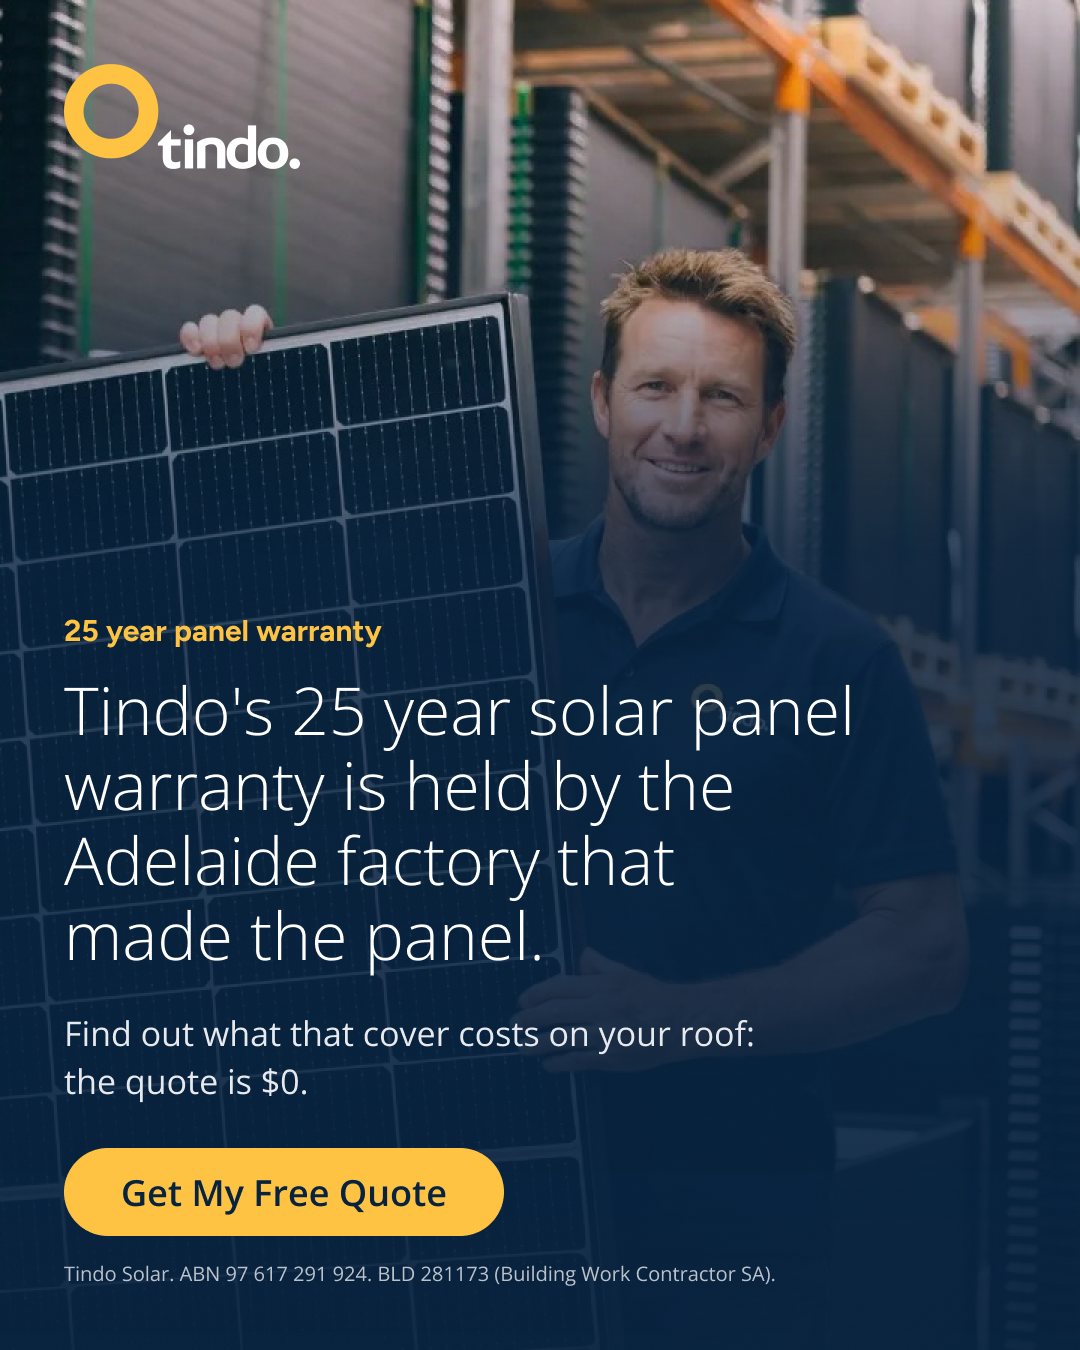 tindo.
25 year panel warranty
Tindo's 25 year solar panel
warranty is held by the
Adelaide factory that
made the panel.
Find out what that cover costs on your roof:
the quote is $0.
Get My Free Quote
Tindo Solar. ABN 97 617 291 924. BLD 281173 (Building Work Contractor SA).